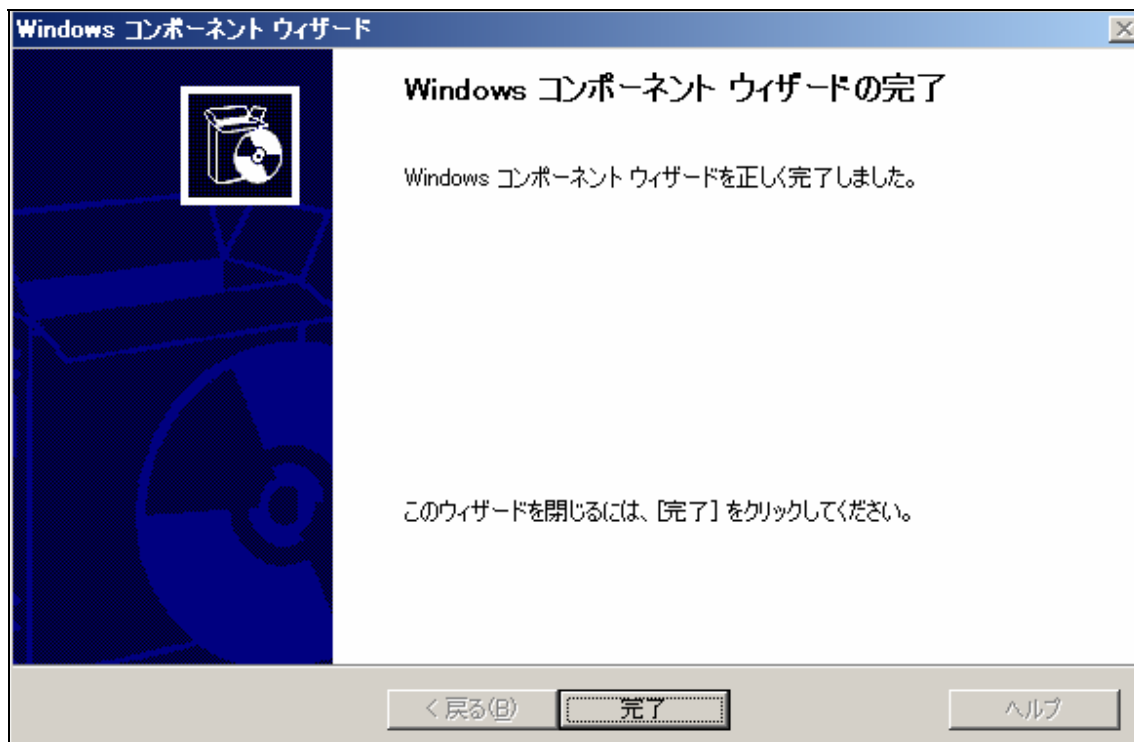 Windows コンポーネント ウィザード
Windows コンポーネント ウィザードの完了
Windows コンポーネント ウィザードを正しく完了しました。
このウィザードを閉じるには、[完了] をクリックしてください。
< 戻る(B)
完了
ヘルプ